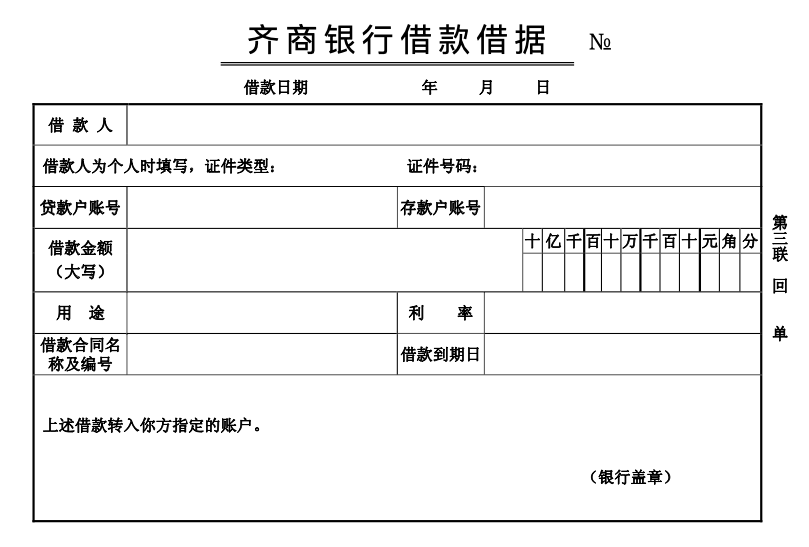 齐商银行借款借据 №
借款日期 年 月 日
借 款 人
借款人为个人时填写，证件类型： 证件号码：
贷款户账号 存款户账号
借款金额
（大写）
十 亿 千 百 十 万 千 百 十 元 角 分
用 途 利 率
借款合同名
称及编号
借款到期日
上述借款转入你方指定的账户。
（银行盖章）
第三联 回 单